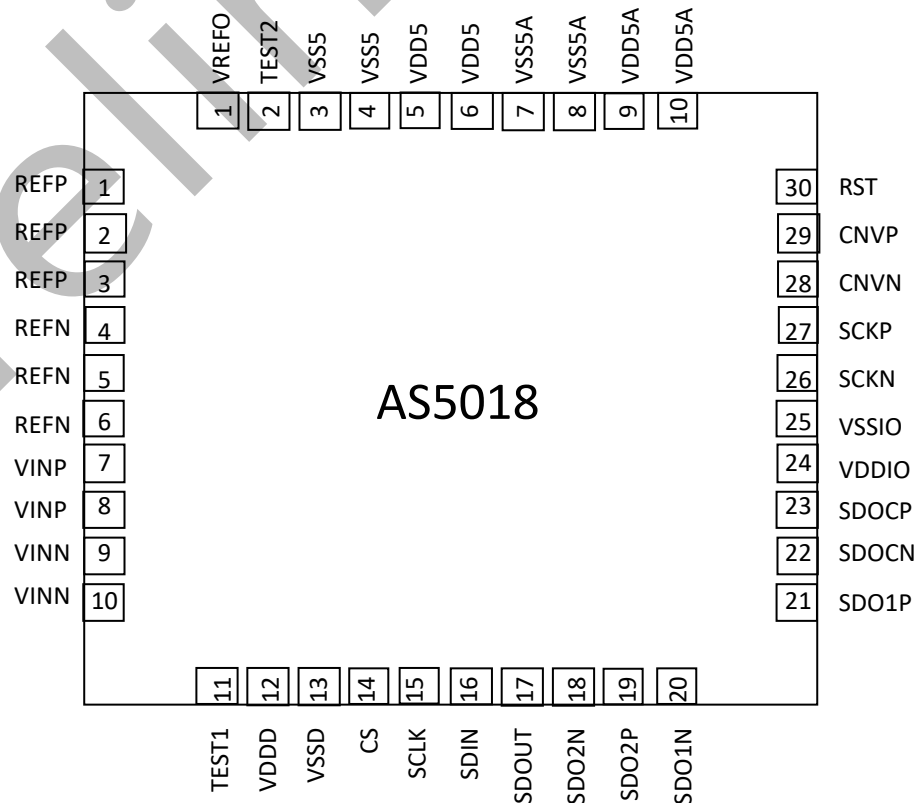 VREFO TEST2 VSS5 VSS5 VDD5 VDD5 VSS5A VSS5A VDD5A VDD5A
1 2 3 4 5 6 7 8 9 10
REFP 1 30 RST
REFP 2 29 CNVP
REFP 3 28 CNVN
REFN 4 27 SCKP
REFN 5 26 SCKN
REFN 6 25 VSSIO
VINP 7 24 VDDIO
VINP 8 23 SDOCP
VINN 9 22 SDOCN
VINN 10 21 SDO1P
AS5018
11 12 13 14 15 16 17 18 19 20
TEST1 VDDD VSSD CS SCLK SDIN SDOUT SDO2N SDO2P SDO1N